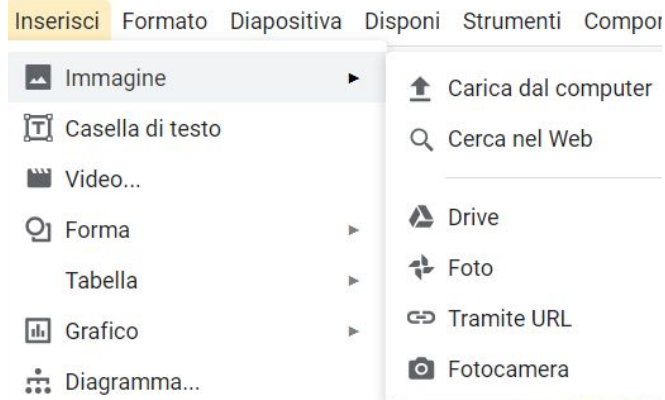 Inserisci Formato Diapositiva Disponi Strumenti
Immagine
Casella di testo
Video...
Forma
Tabella
Grafico
Diagramma...
Carica dal computer
Cerca nel Web
Drive
Foto
Tramite URL
Fotocamera